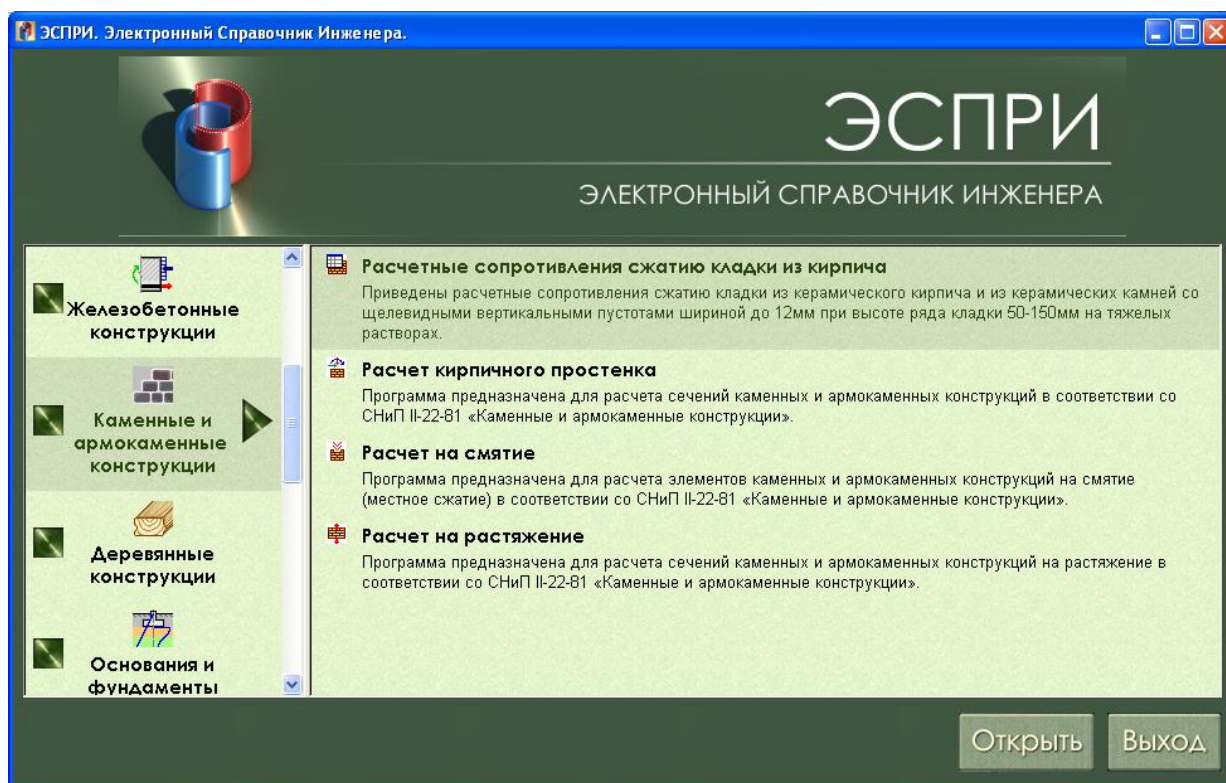 ЭСПРИ. Электронный Справочник Инженера.
ЭСПРИ
ЭЛЕКТРОННЫЙ СПРАВОЧНИК ИНЖЕНЕРА
Железобетонные
конструкции
Каменные и
армокаменные
конструкции
Деревянные
конструкции
Основания и
фундаменты
Расчетные сопротивления сжатию кладки из кирпича
Приведены расчетные сопротивления сжатию кладки из керамического кирпича и из керамических камней со
щелевидными вертикальными пустотами шириной до 12мм при высоте ряда кладки 50-150мм на тяжелых
растворах.
Расчет кирпичного простенка
Программа предназначена для расчета сечений каменных и армокаменных конструкций в соответствии со
СНиП II-22-81 «Каменные и армокаменные конструкции».
Расчет на смятие
Программа предназначена для расчета элементов каменных и армокаменных конструкций на смятие
(местное сжатие) в соответствии со СНиП II-22-81 «Каменные и армокаменные конструкции».
Расчет на растяжение
Программа предназначена для расчета сечений каменных и армокаменных конструкций на растяжение в
соответствии со СНиП II-22-81 «Каменные и армокаменные конструкции».
Открыть
Выход